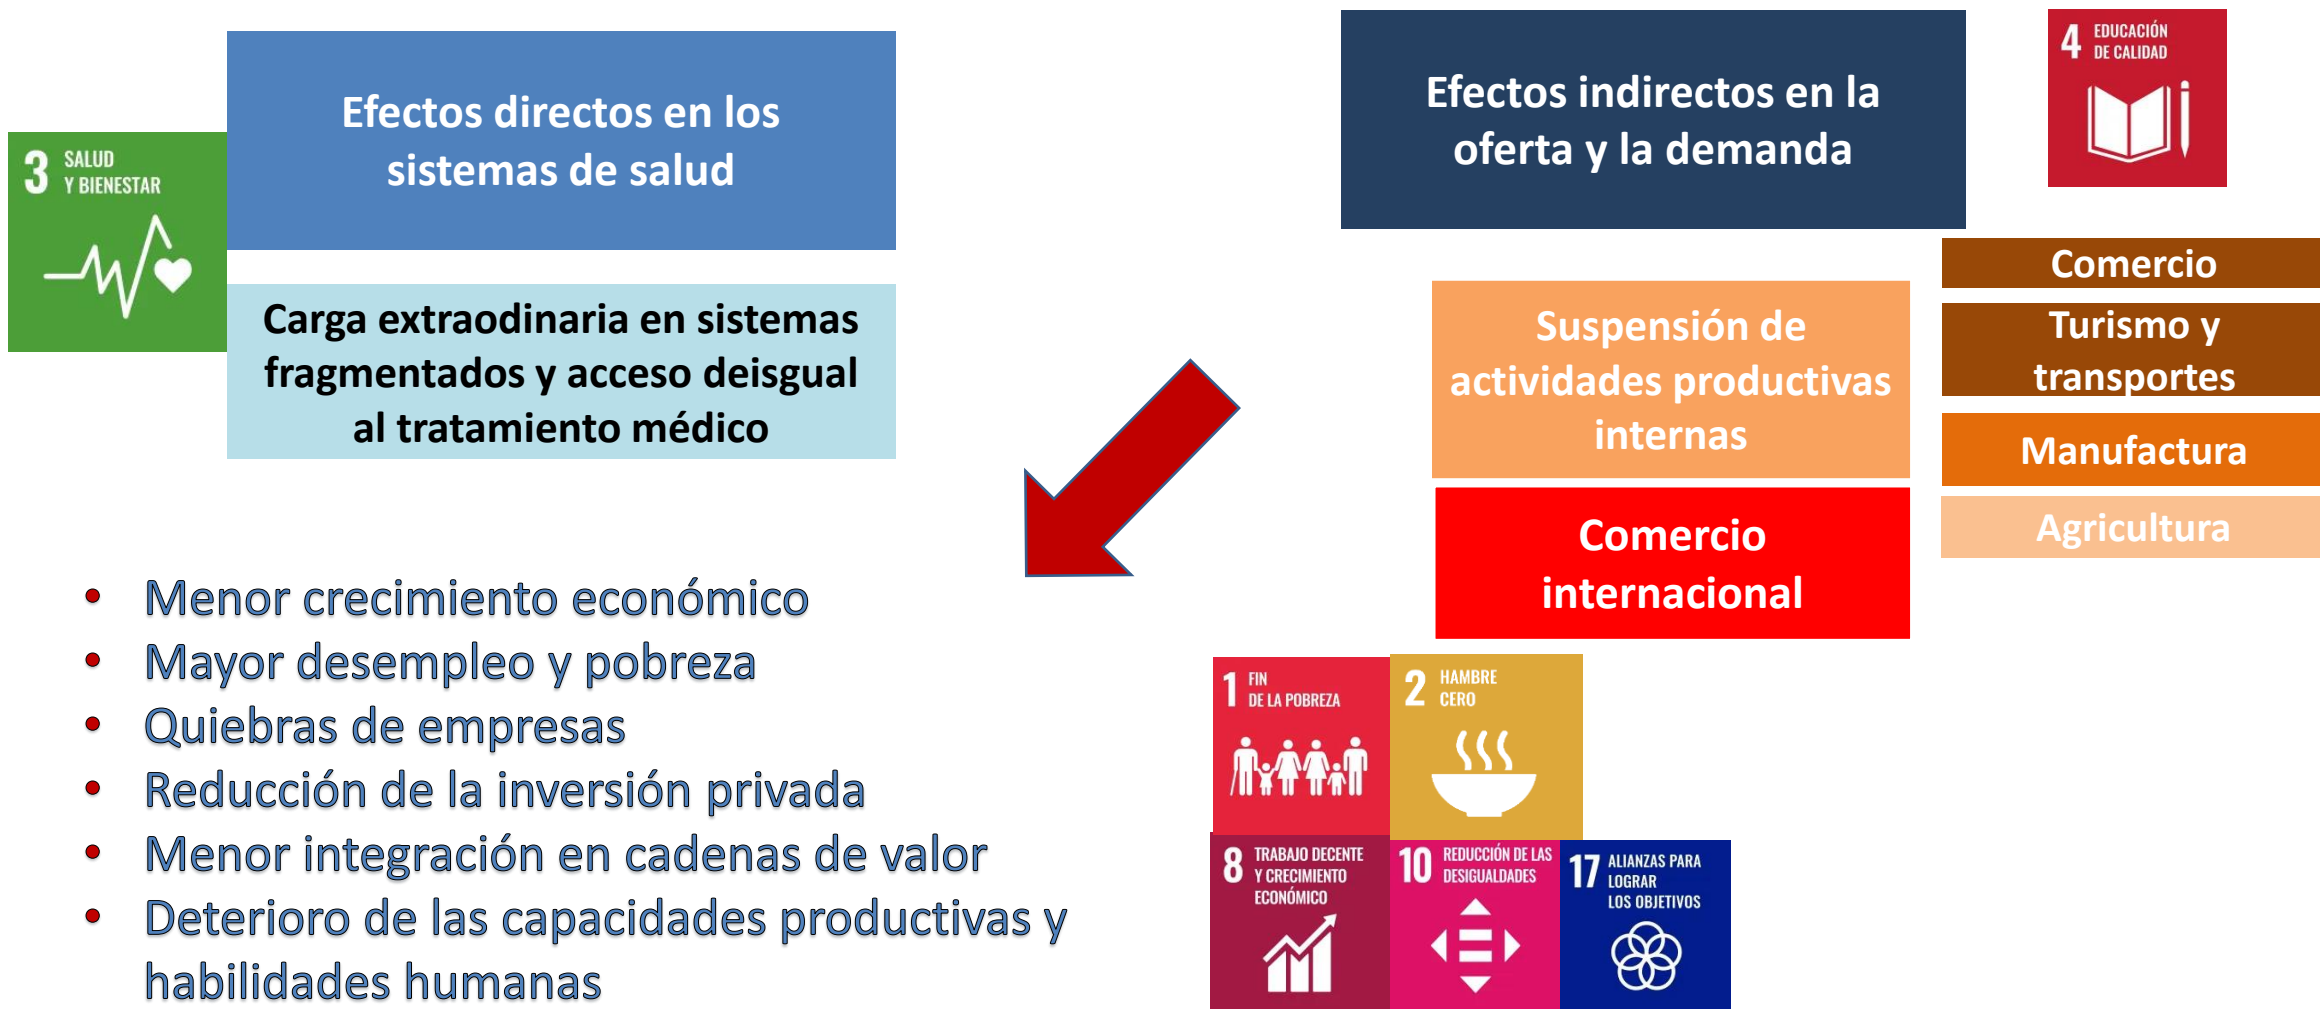 3 SALUD
Y BIENESTAR
Efectos directos en los
sistemas de salud
Carga extraodinaria en sistemas
fragmentados y acceso deisgual
al tratamiento médico
Efectos indirectos en la
oferta y la demanda
4 EDUCACIÓN
DE CALIDAD
Suspensión de
actividades productivas
internas
Comercio
internacional
Comercio
Turismo y
transportes
Manufactura
Agricultura
• Menor crecimiento económico
• Mayor desempleo y pobreza
• Quiebras de empresas
• Reducción de la inversión privada
• Menor integración en cadenas de valor
• Deterioro de las capacidades productivas y
habilidades humanas
1 FIN
DE LA POBREZA
2 HAMBRE
CERO
8 TRABAJO DECENTE
Y CRECIMIENTO
ECONÓMICO
10 REDUCCIÓN DE LAS
DESIGUALDADES
17 ALIANZAS PARA
LOGRAR
LOS OBJETIVOS